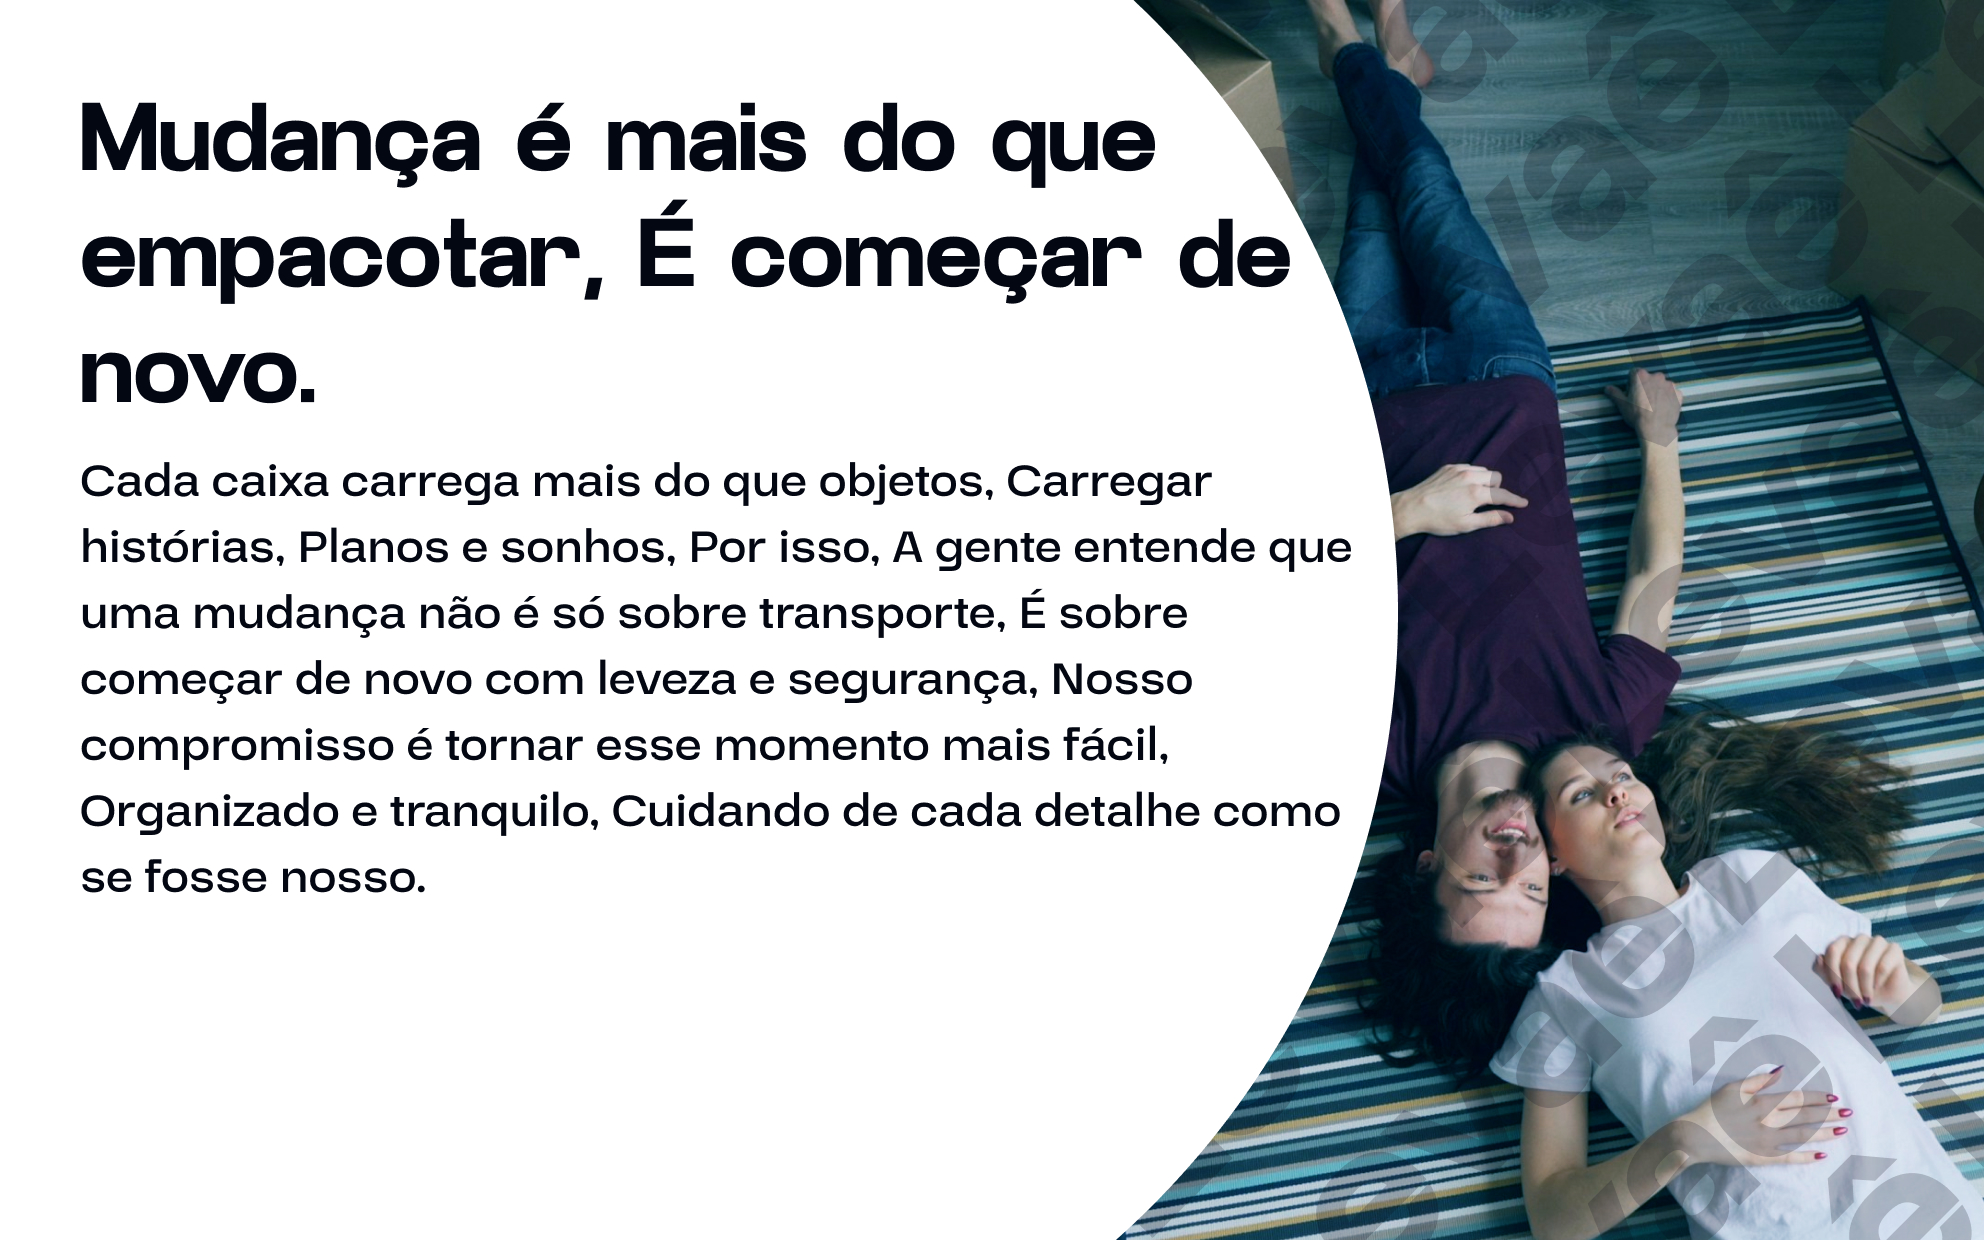 Mudança é mais do que
empacotar, É começar de
novo.
Cada caixa carrega mais do que objetos, Carregar
histórias, Planos e sonhos, Por isso, A gente entende que
uma mudança não é só sobre transporte, É sobre
começar de novo com leveza e segurança, Nosso
compromisso é tornar esse momento mais fácil,
Organizado e tranquilo, Cuidando de cada detalhe como
se fosse nosso.